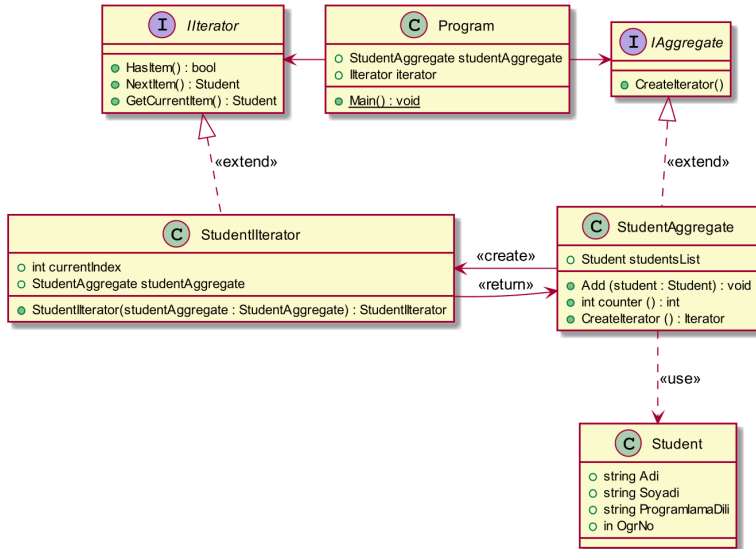 I IIterator
HasItem() : bool
NextItem() : Student
GetCurrentItem() : Student
C Program
StudentAggregate studentAggregate
IIterator iterator
Main() : void
I IAggregate
CreateIterator()
«extend»
«extend»
C StudentIIterator
int currentIndex
StudentAggregate studentAggregate
StudentIIterator(studentAggregate : StudentAggregate) : StudentIIterator
«create»
«return»
C StudentAggregate
Student studentsList
Add (student : Student) : void
int counter () : int
CreateIterator () : Iterator
«use»
C Student
string Adi
string Soyadi
string ProgramlamaDili
in OgrNo